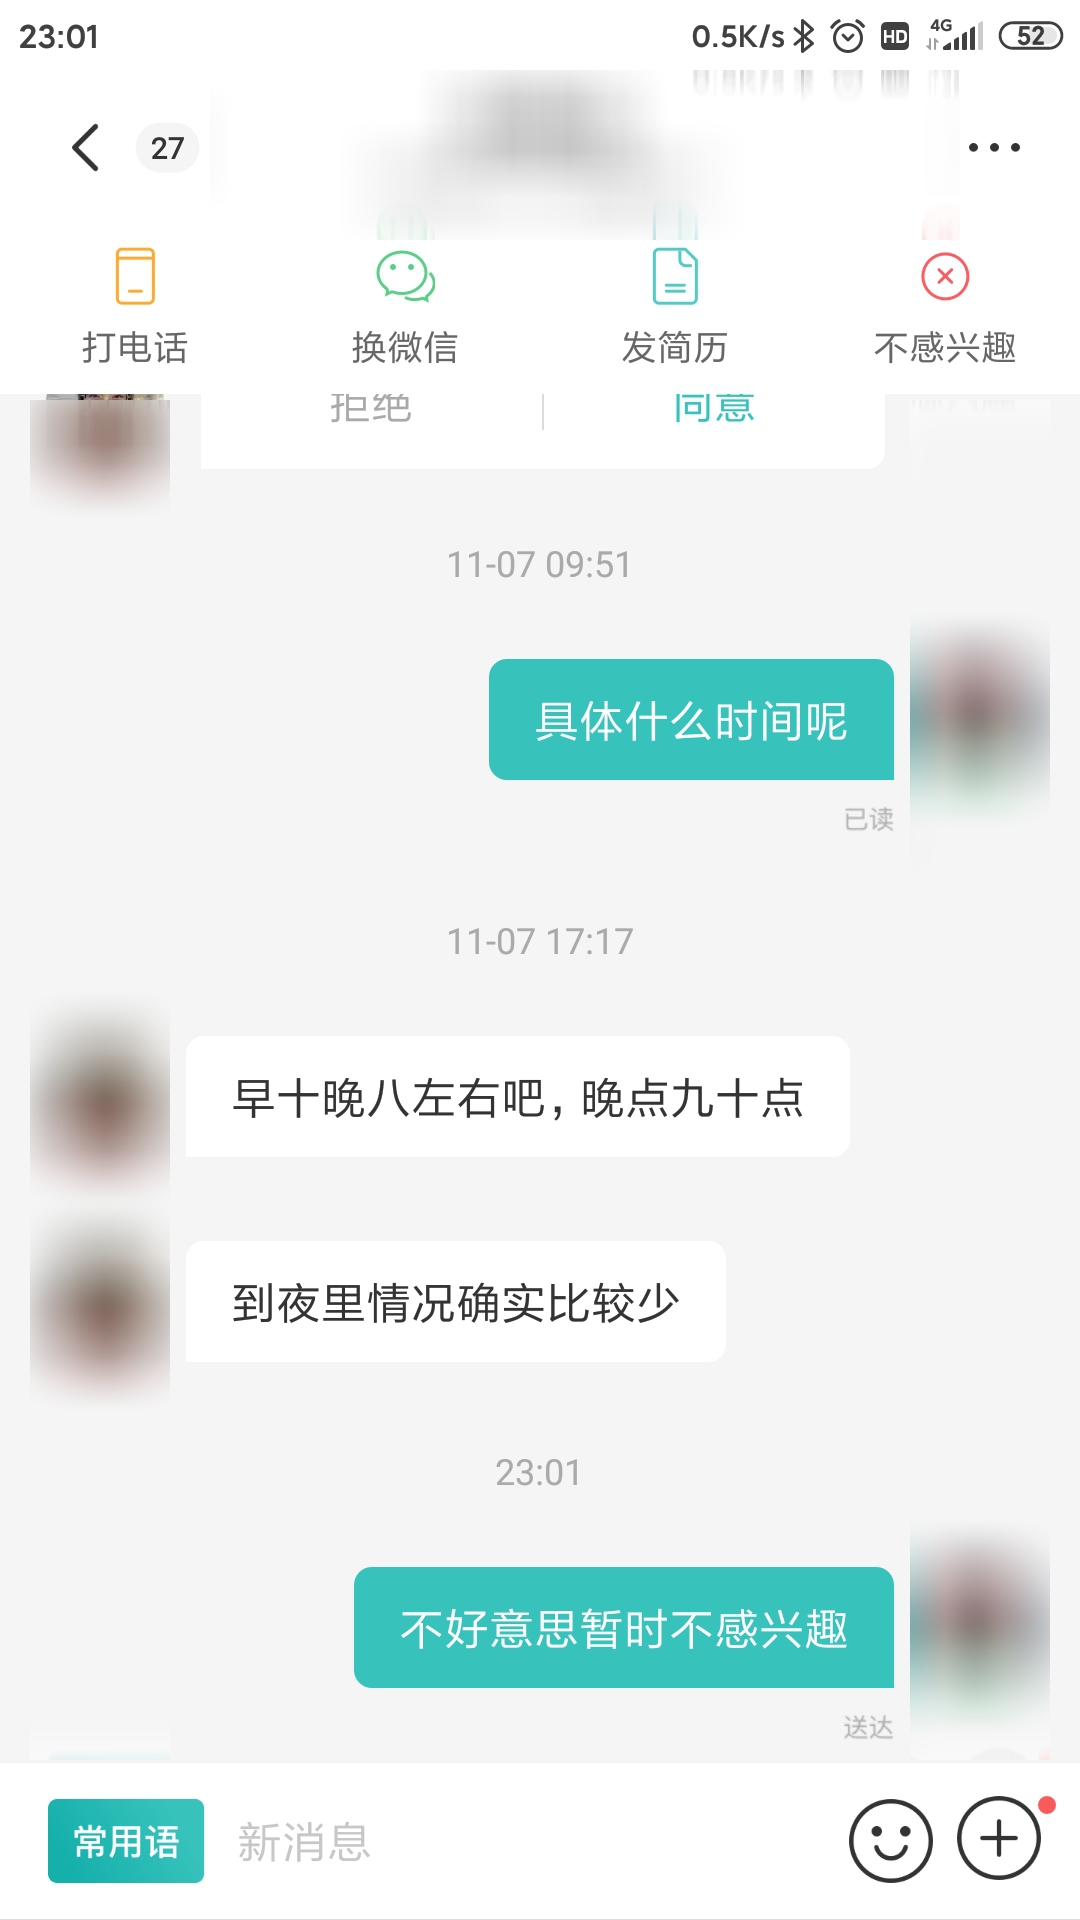 23:01
0.5K/s HD 4G 52
27
打电话
换微信
发简历
不感兴趣
拒绝
同意
11-07 09:51
具体什么时间呢
已读
11-07 17:17
早十晚八左右吧，晚点九十点
到夜里情况确实比较少
23:01
不好意思暂时不感兴趣
送达
常用语
新消息